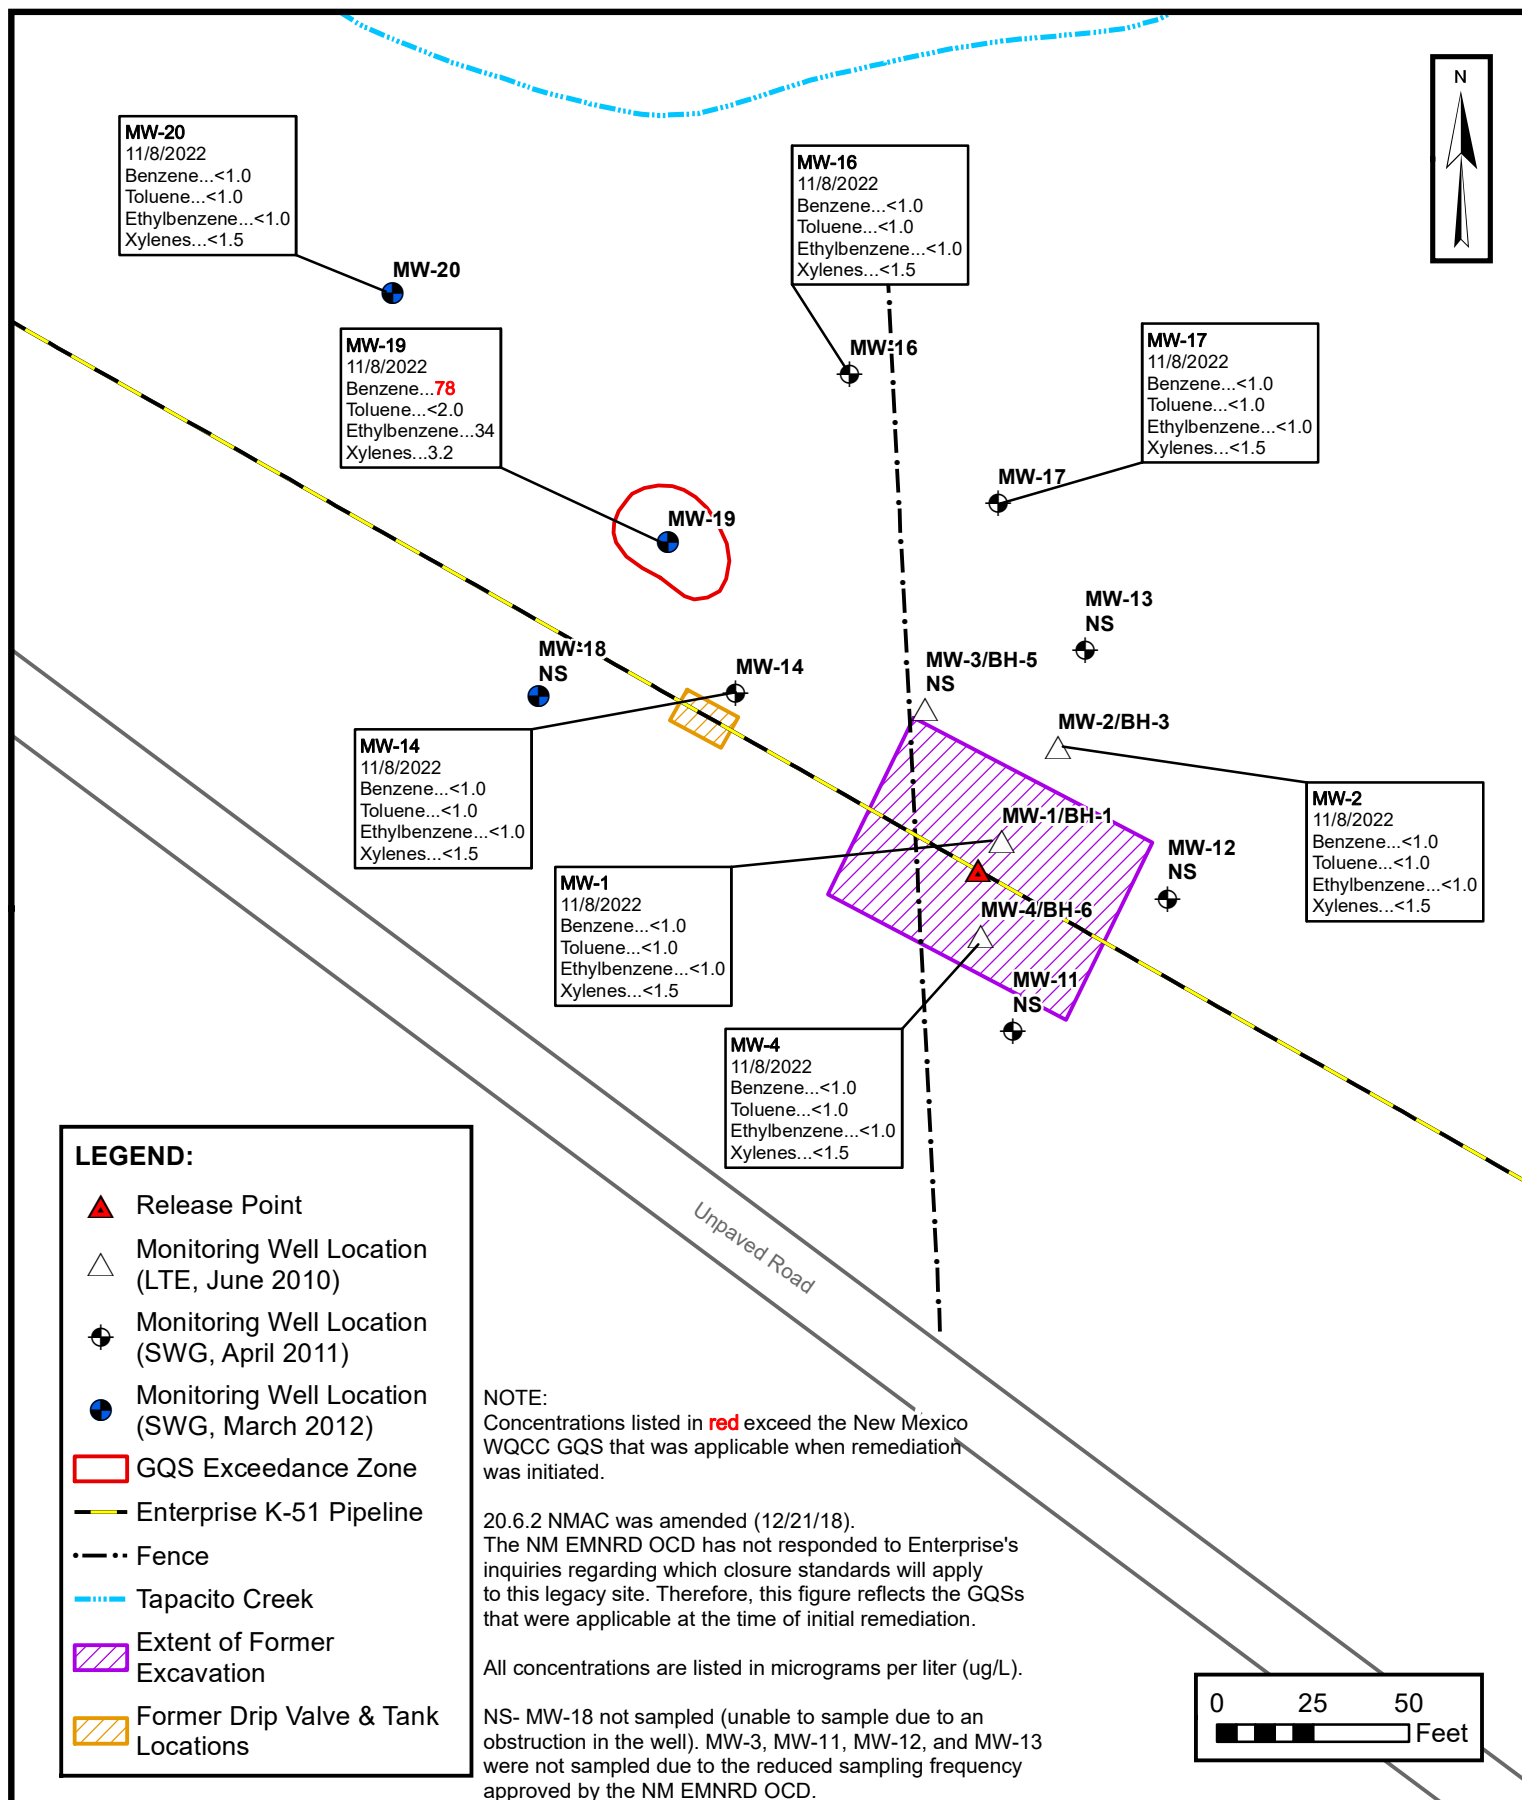 N
MW-20
11/8/2022
Benzene...<1.0
Toluene...<1.0
Ethylbenzene...<1.0
Xylenes...<1.5
MW-20
MW-16
11/8/2022
Benzene...<1.0
Toluene...<1.0
Ethylbenzene...<1.0
Xylenes...<1.5
MW-16
MW-19
11/8/2022
Benzene...78
Toluene...<2.0
Ethylbenzene...34
Xylenes...3.2
MW-19
MW-17
11/8/2022
Benzene...<1.0
Toluene...<1.0
Ethylbenzene...<1.0
Xylenes...<1.5
MW-17
MW-13
NS
MW-18
NS
MW-14
MW-3/BH-5
NS
MW-2/BH-3
MW-14
11/8/2022
Benzene...<1.0
Toluene...<1.0
Ethylbenzene...<1.0
Xylenes...<1.5
MW-2
11/8/2022
Benzene...<1.0
Toluene...<1.0
Ethylbenzene...<1.0
Xylenes...<1.5
MW-1/BH-1
MW-12
NS
MW-1
11/8/2022
Benzene...<1.0
Toluene...<1.0
Ethylbenzene...<1.0
Xylenes...<1.5
MW-4/BH-6
MW-11
NS
MW-4
11/8/2022
Benzene...<1.0
Toluene...<1.0
Ethylbenzene...<1.0
Xylenes...<1.5
Unpaved Road
LEGEND:
Release Point
Monitoring Well Location
(LTE, June 2010)
Monitoring Well Location
(SWG, April 2011)
Monitoring Well Location
(SWG, March 2012)
GQS Exceedance Zone
Enterprise K-51 Pipeline
Fence
Tapacito Creek
Extent of Former
Excavation
Former Drip Valve & Tank
Locations
NOTE:
Concentrations listed in red exceed the New Mexico
WQCC GQS that was applicable when remediation
was initiated.
20.6.2 NMAC was amended (12/21/18).
The NM EMNRD OCD has not responded to Enterprise's
inquiries regarding which closure standards will apply
to this legacy site. Therefore, this figure reflects the GQSs
that were applicable at the time of initial remediation.
All concentrations are listed in micrograms per liter (ug/L).
NS- MW-18 not sampled (unable to sample due to an
obstruction in the well). MW-3, MW-11, MW-12, and MW-13
were not sampled due to the reduced sampling frequency
approved by the NM EMNRD OCD.
0 25 50
Feet